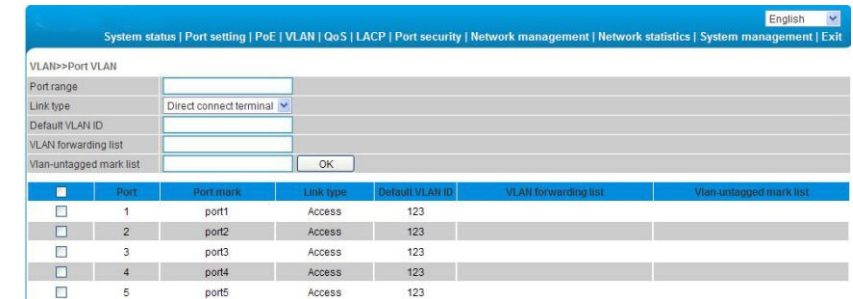 English
System status | Port setting | PoE | VLAN | QoS | LACP | Port security | Network management | Network statistics | System management | Exit
VLAN>>Port VLAN
Port range
Link type Direct connect terminal
Default VLAN ID
VLAN forwarding list
Vlan-untagged mark list OK
Port Port mark Link type Default VLAN ID VLAN forwarding list Vlan-untagged mark list
1 port1 Access 123
2 port2 Access 123
3 port3 Access 123
4 port4 Access 123
5 port5 Access 123